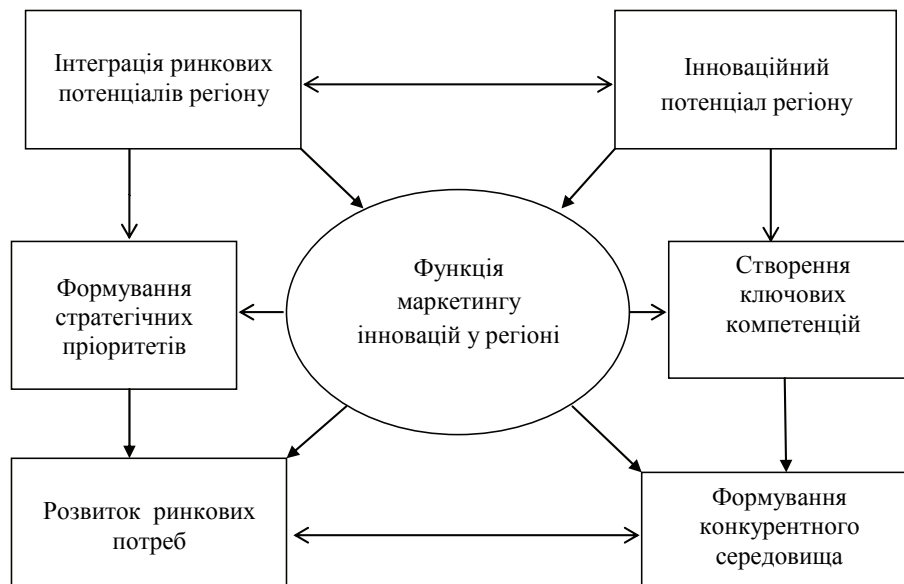 Інтеграція ринкових
потенціалів регіону
Інноваційний
потенціал регіону
Функція
маркетингу
інновацій у регіоні
Формування
стратегічних
пріоритетів
Створення
ключових
компетенцій
Розвиток ринкових
потреб
Формування
конкурентного
середовища